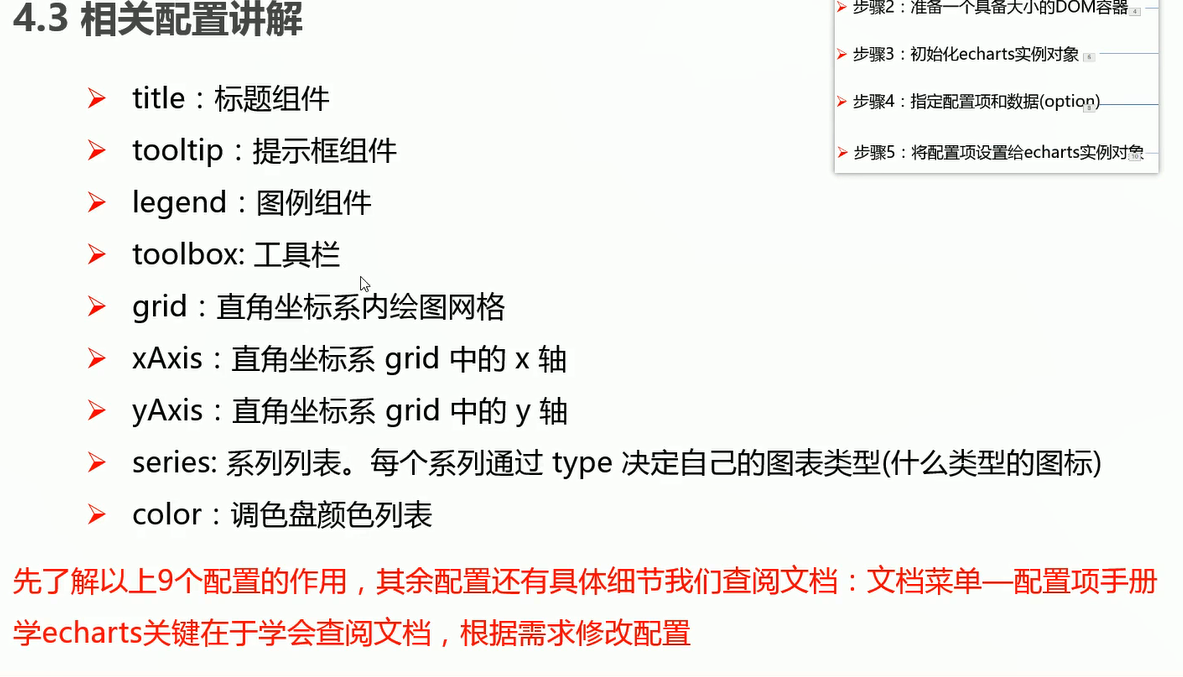 4.3 相关配置讲解
title：标题组件
tooltip：提示框组件
legend：图例组件
toolbox: 工具栏
grid：直角坐标系内绘图网格
xAxis：直角坐标系 grid 中的 x 轴
yAxis：直角坐标系 grid 中的 y 轴
series: 系列列表。每个系列通过 type 决定自己的图表类型(什么类型的图标)
color：调色盘颜色列表
先了解以上9个配置的作用，其余配置还有具体细节我们查阅文档：文档菜单—配置项手册
学echarts关键在于学会查阅文档，根据需求修改配置
步骤2：准备一个具备大小的DOM容器
步骤3：初始化echarts实例对象
步骤4：指定配置项和数据(option)
步骤5：将配置项设置给echarts实例对象